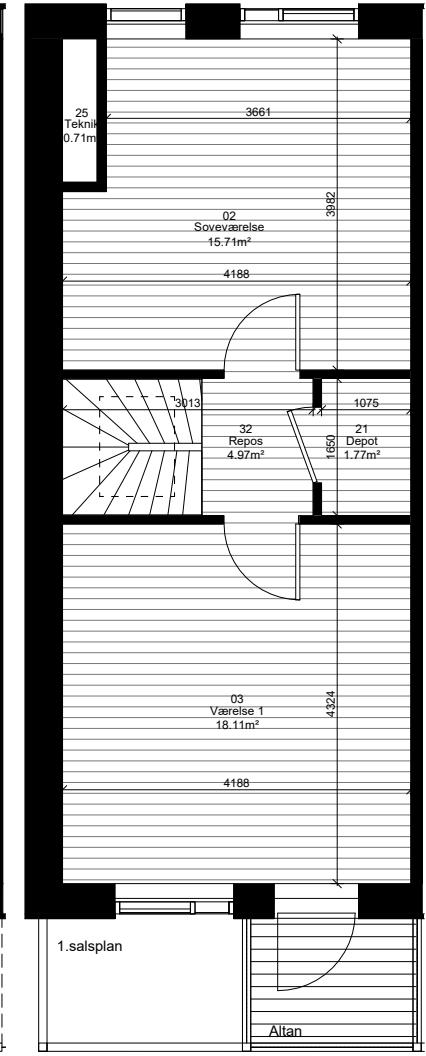 25
Teknik
0.71m
3661
3982
02
Soveværelse
15.71m²
4188
3013
1075
32
Repos
4.97m²
1650
21
Depot
1.77m²
03
Værelse 1
18.11m²
4324
4188
1.salsplan
Altan